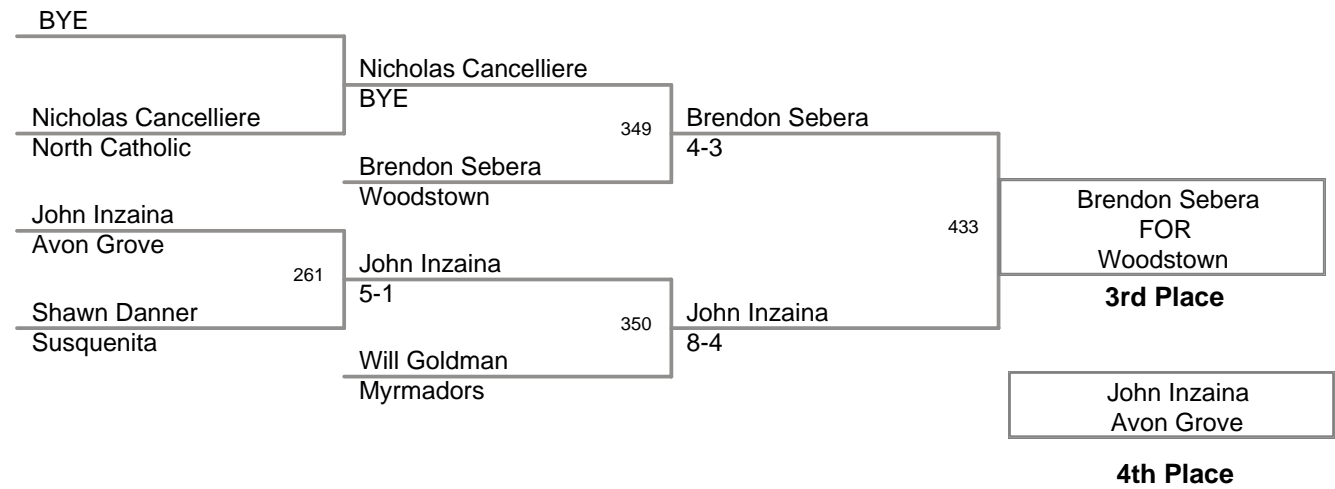 BYE
Nicholas Cancelliere
BYE
Nicholas Cancelliere
North Catholic
349
Brendon Sebera
4-3
Brendon Sebera
Woodstown
John Inzaina
Avon Grove
261
John Inzaina
5-1
Shawn Danner
Susquenita
350
John Inzaina
8-4
Will Goldman
Myrmadors
433
Brendon Sebera
FOR
Woodstown
3rd Place
John Inzaina
Avon Grove
4th Place